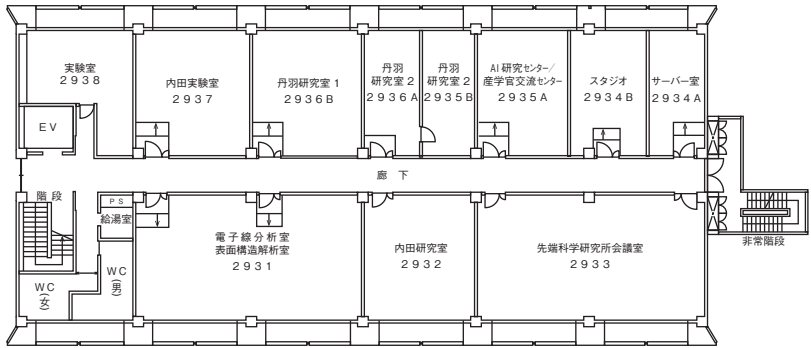 実験室
2938
内田実験室
2937
丹羽研究室1
2936B
丹羽
研究室2
2936A
丹羽
研究室2
2935B
AI研究センター/
産学官交流センター
2935A
スタジオ
2934B
サーバー室
2934A
EV
廊下
階段
PS
給湯室
電子線分析室
表面構造解析室
2931
内田研究室
2932
先端科学研究所会議室
2933
非常階段
WC
(男)
WC
(女)